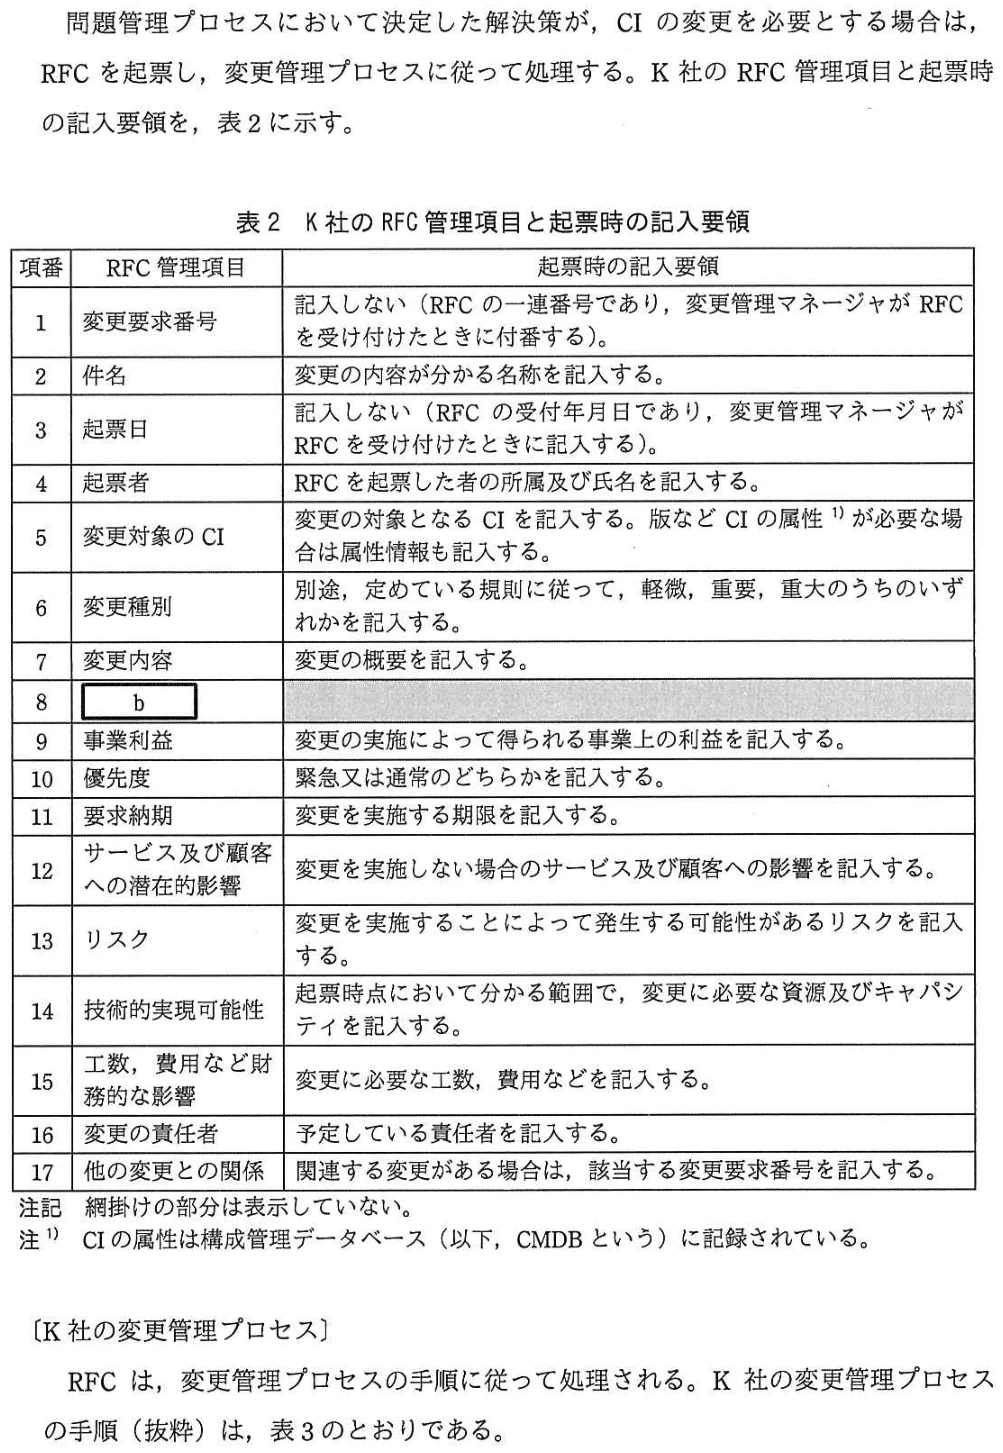 問題管理プロセスにおいて決定した解決策が，CI の変更を必要とする場合は，
RFC を起票し，変更管理プロセスに従って処理する。K 社の RFC 管理項目と起票時
の記入要領を，表 2 に示す。
表 2　K 社の RFC 管理項目と起票時の記入要領
項番　RFC 管理項目　起票時の記入要領
1　変更要求番号　記入しない（RFC の一連番号であり，変更管理マネージャが RFC
を受け付けたときに付番する）。
2　件名　変更の内容が分かる名称を記入する。
3　起票日　記入しない（RFC の受付年月日であり，変更管理マネージャが
RFC を受け付けたときに記入する）。
4　起票者　RFC を起票した者の所属及び氏名を記入する。
5　変更対象の CI　変更の対象となる CI を記入する。版など CI の属性 1) が必要な場
合は属性情報も記入する。
6　変更種別　別途，定めている規則に従って，軽微，重要，重大のうちのいず
れかを記入する。
7　変更内容　変更の概要を記入する。
8　b
9　事業利益　変更の実施によって得られる事業上の利益を記入する。
10　優先度　緊急又は通常のどちらかを記入する。
11　要求納期　変更を実施する期限を記入する。
12　サービス及び顧客
への潜在的影響　変更を実施しない場合のサービス及び顧客への影響を記入する。
13　リスク　変更を実施することによって発生する可能性があるリスクを記入
する。
14　技術的実現可能性　起票時点において分かる範囲で，変更に必要な資源及びキャパシ
ティを記入する。
15　工数，費用など財
務的な影響　変更に必要な工数，費用などを記入する。
16　変更の責任者　予定している責任者を記入する。
17　他の変更との関係　関連する変更がある場合は，該当する変更要求番号を記入する。
注記　網掛けの部分は表示していない。
注 1)　CI の属性は構成管理データベース（以下，CMDB という）に記録されている。
〔K 社の変更管理プロセス〕
RFC は，変更管理プロセスの手順に従って処理される。K 社の変更管理プロセス
の手順（抜粋）は，表 3 のとおりである。